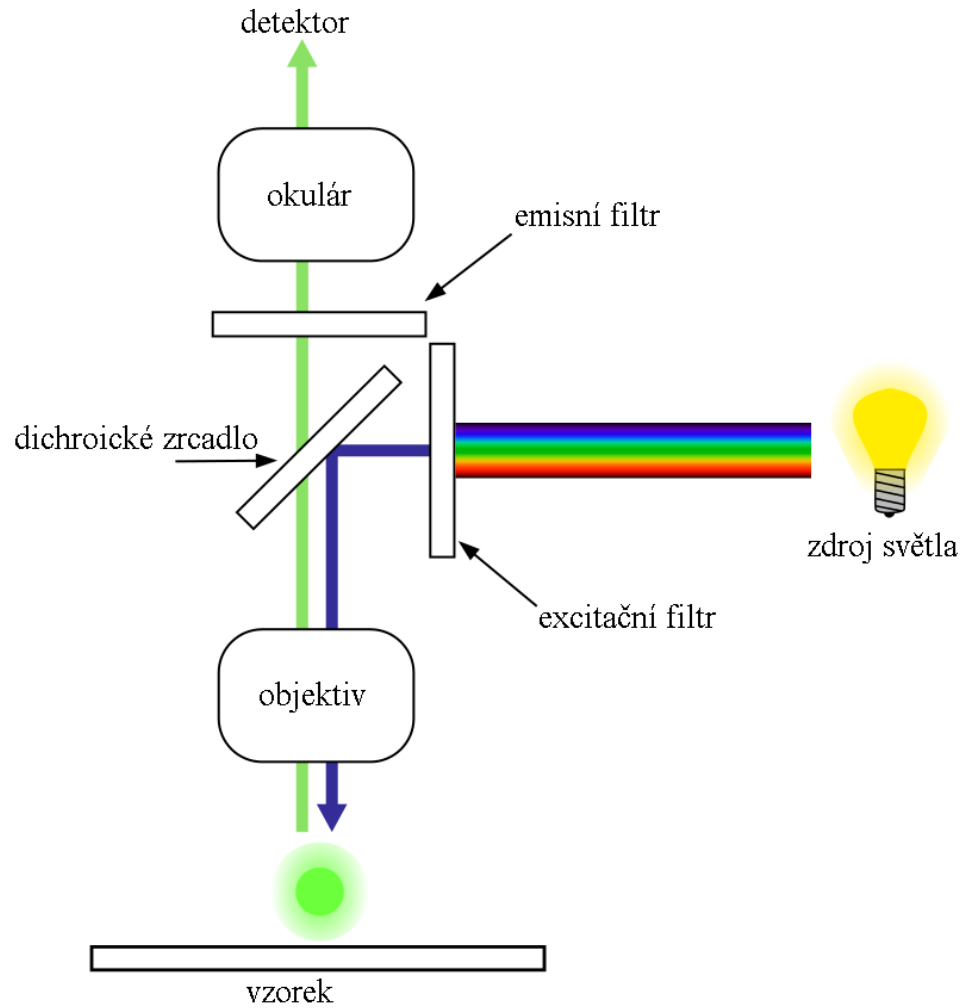 detektor
okulár
emisní filtr
dichroické zrcadlo
zdroj světla
excitační filtr
objektiv
vzorek